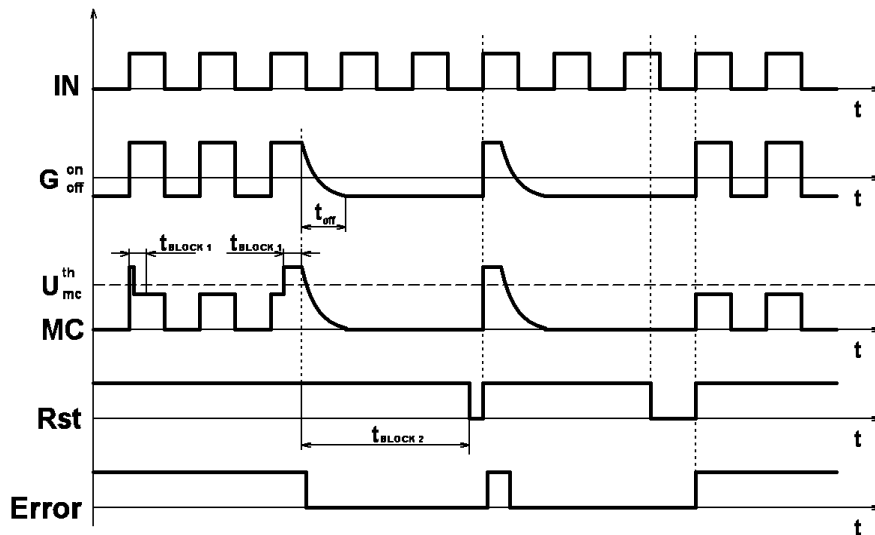 IN
t
G on off
t
t off
t BLOCK 1
t BLOCK 1
U th mc
MC
t
Rst
t
t BLOCK 2
Error
t